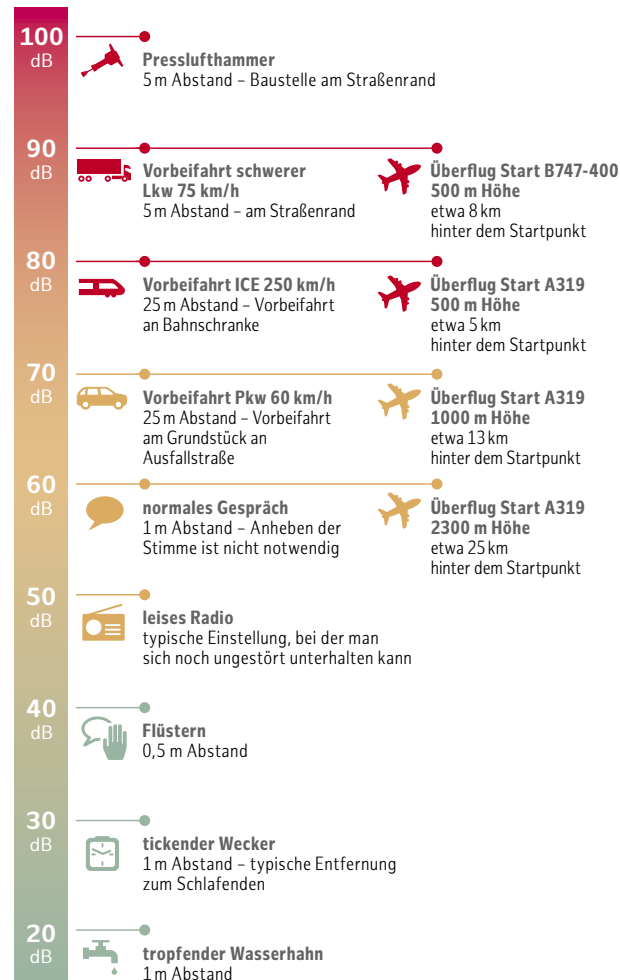 100
dB
Presslufthammer
5 m Abstand – Baustelle am Straßenrand
90
dB
Vorbeifahrt schwerer
Lkw 75 km/h
5 m Abstand – am Straßenrand
Überflug Start B747-400
500 m Höhe
etwa 8 km
hinter dem Startpunkt
80
dB
Vorbeifahrt ICE 250 km/h
25 m Abstand – Vorbeifahrt
an Bahnschranke
Überflug Start A319
500 m Höhe
etwa 5 km
hinter dem Startpunkt
70
dB
Vorbeifahrt Pkw 60 km/h
25 m Abstand – Vorbeifahrt
am Grundstück an
Ausfallstraße
Überflug Start A319
1000 m Höhe
etwa 13 km
hinter dem Startpunkt
60
dB
normales Gespräch
1 m Abstand – Anheben der
Stimme ist nicht notwendig
Überflug Start A319
2300 m Höhe
etwa 25 km
hinter dem Startpunkt
50
dB
leises Radio
typische Einstellung, bei der man
sich noch ungestört unterhalten kann
40
dB
Flüstern
0,5 m Abstand
30
dB
tickender Wecker
1 m Abstand – typische Entfernung
zum Schlafenden
20
dB
tropfender Wasserhahn
1 m Abstand